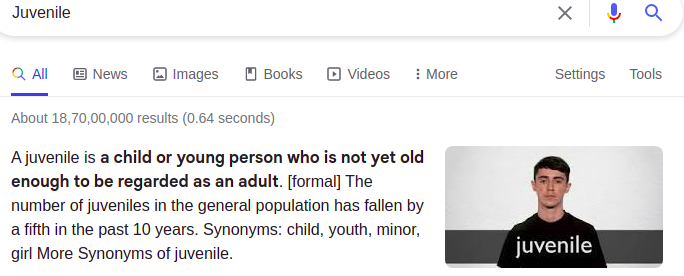 Juvenile
All News Images Books Videos More Settings Tools
About 18,70,00,000 results (0.64 seconds)
A juvenile is a child or young person who is not yet old
enough to be regarded as an adult. [formal] The
number of juveniles in the general population has fallen by
a fifth in the past 10 years. Synonyms: child, youth, minor,
girl More Synonyms of juvenile.
juvenile